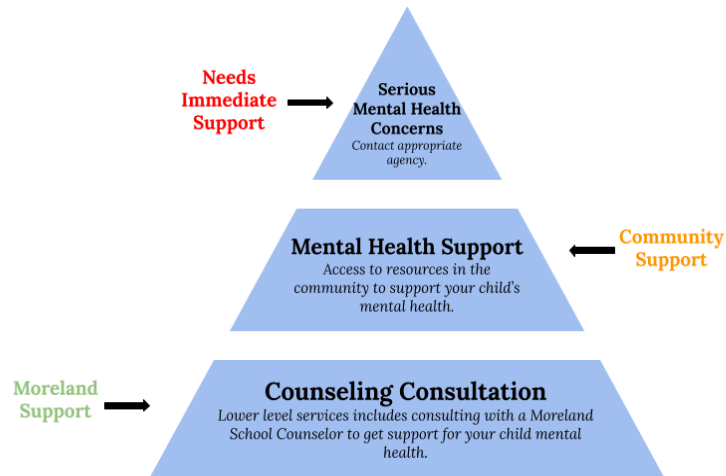 Needs
Immediate
Support
Serious
Mental Health
Concerns
Contact appropriate
agency.
Mental Health Support
Access to resources in the
community to support your child's
mental health.
Community
Support
Moreland
Support
Counseling Consultation
Lower level services includes consulting with a Moreland
School Counselor to get support for your child mental
health.